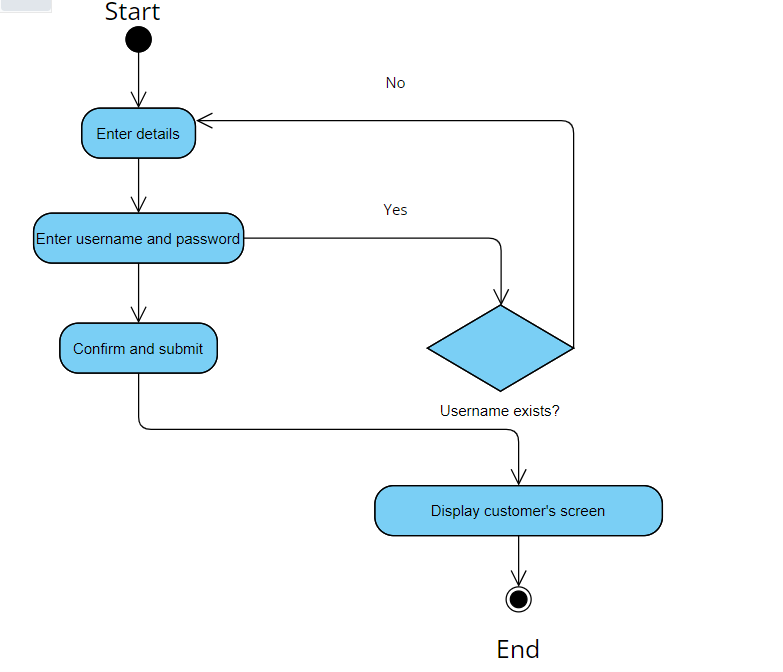 Start
No
Enter details
Yes
Enter username and password
Confirm and submit
Username exists?
Display customer's screen
End